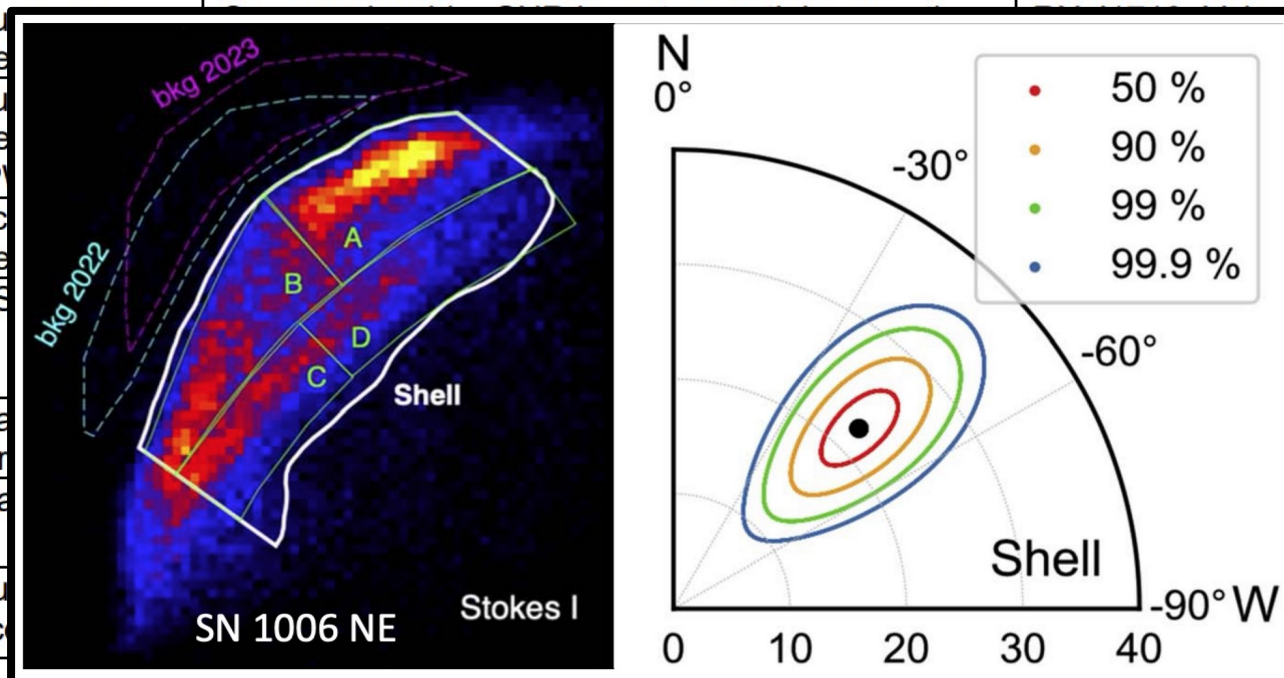 bkg 2023
bkg 2022
A
B
D
C
Shell
Stokes I
SN 1006 NE
N
0°
-30°
-60°
-90° W
50 %
90 %
99 %
99.9 %
Shell
0 10 20 30 40